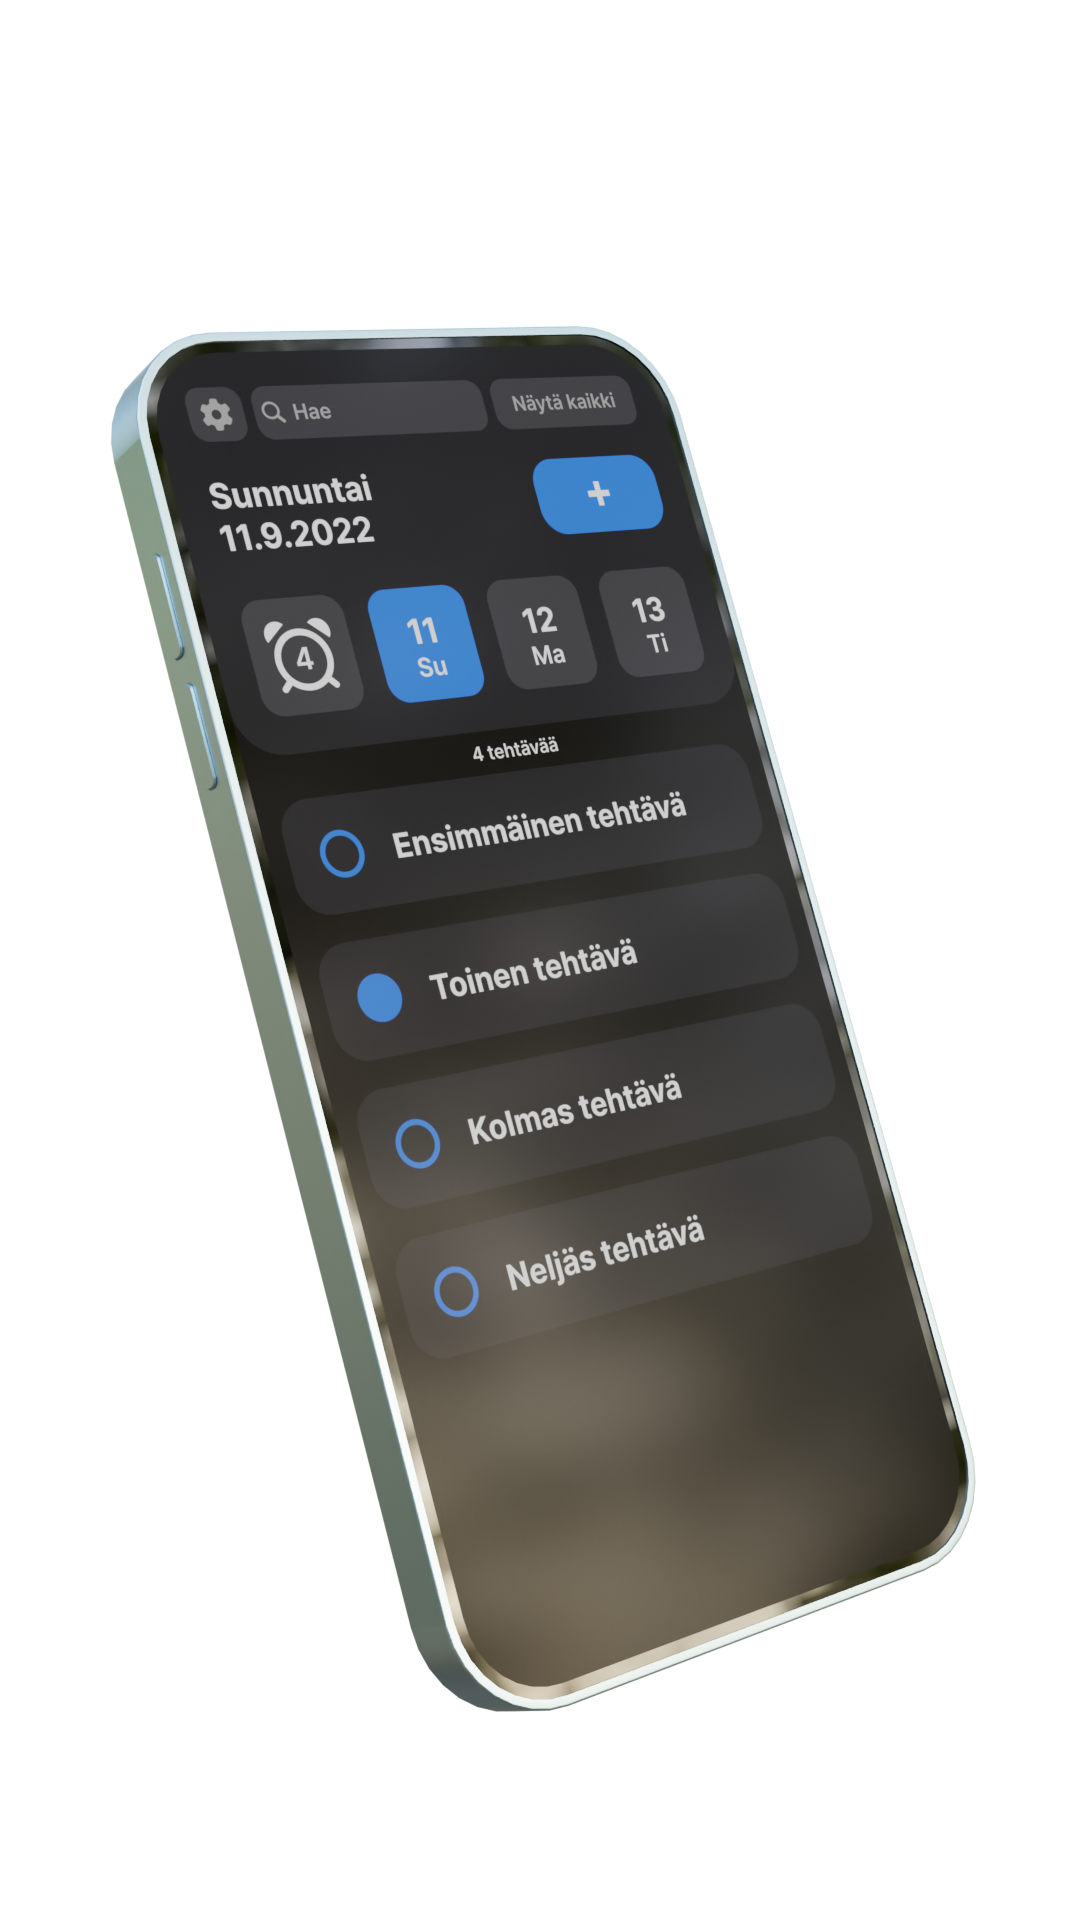 Hae
Näytä kaikki
Sunnuntai
11.9.2022
+
4
11
Su
12
Ma
13
Ti
4 tehtävää
Ensimmäinen tehtävä
Toinen tehtävä
Kolmas tehtävä
Neljäs tehtävä